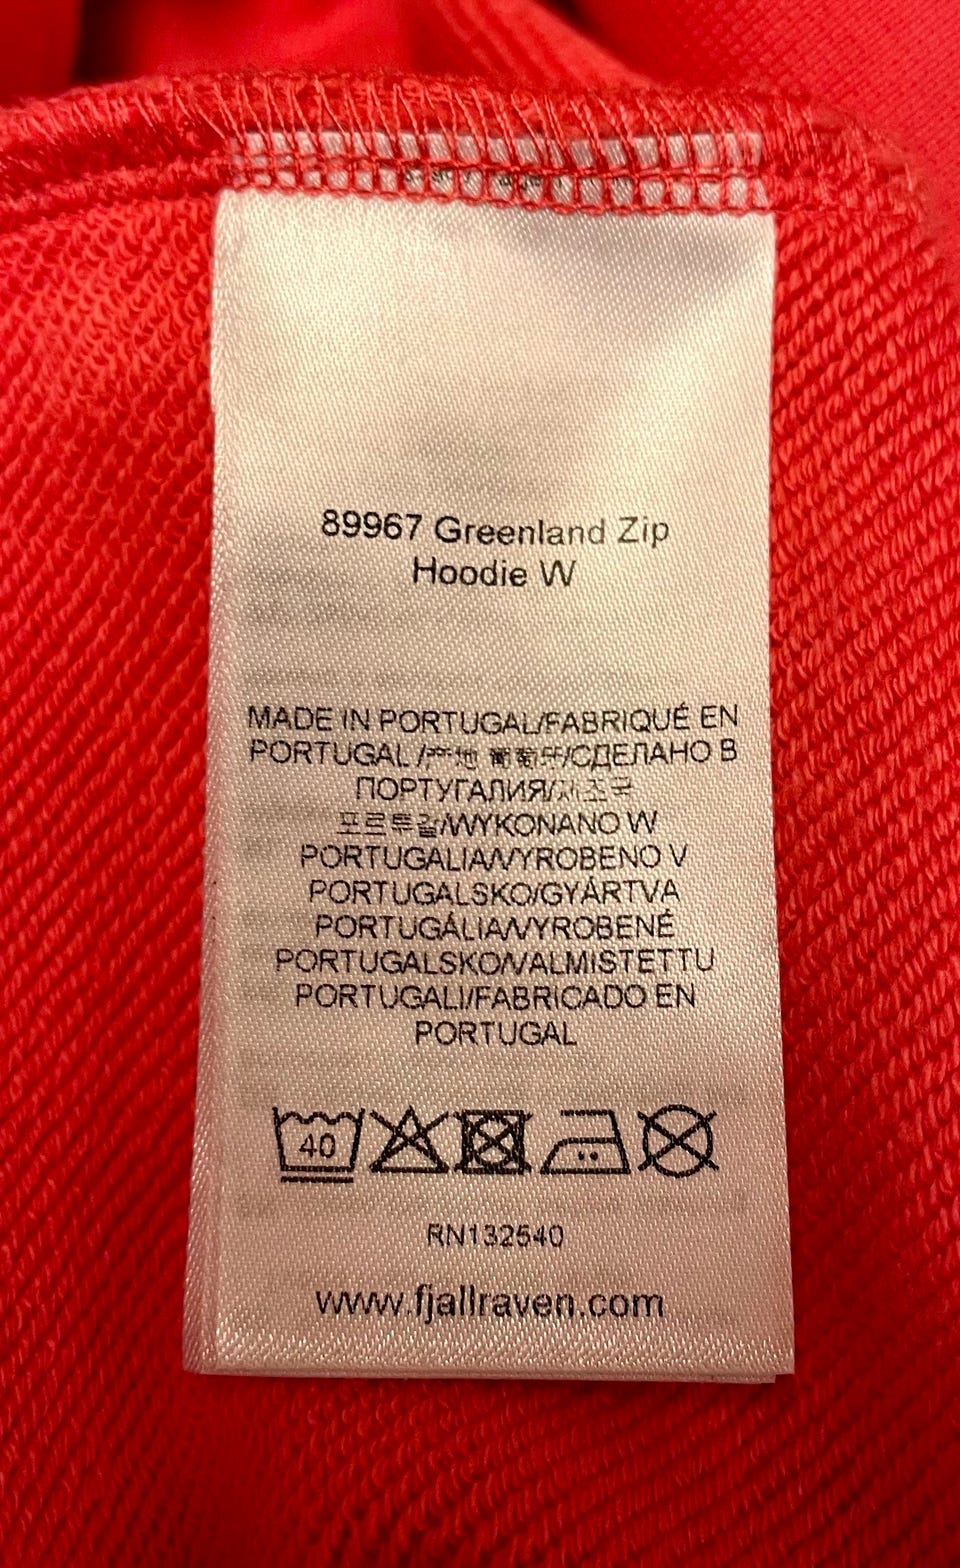 89967 Greenland Zip
Hoodie W
MADE IN PORTUGAL/FABRIQUÉ EN
PORTUGAL /产地 葡萄牙/СДЕЛАНО В
ПОРТУГАЛИЯ/제조국
포르투갈/WYKONANO W
PORTUGALIA/VYROBENO V
PORTUGALSKO/GYÁRTVA
PORTUGÁLIA/VYROBENÉ
PORTUGALSKO/VALMISTETTU
PORTUGALI/FABRICADO EN
PORTUGAL
40
RN132540
www.fjallraven.com